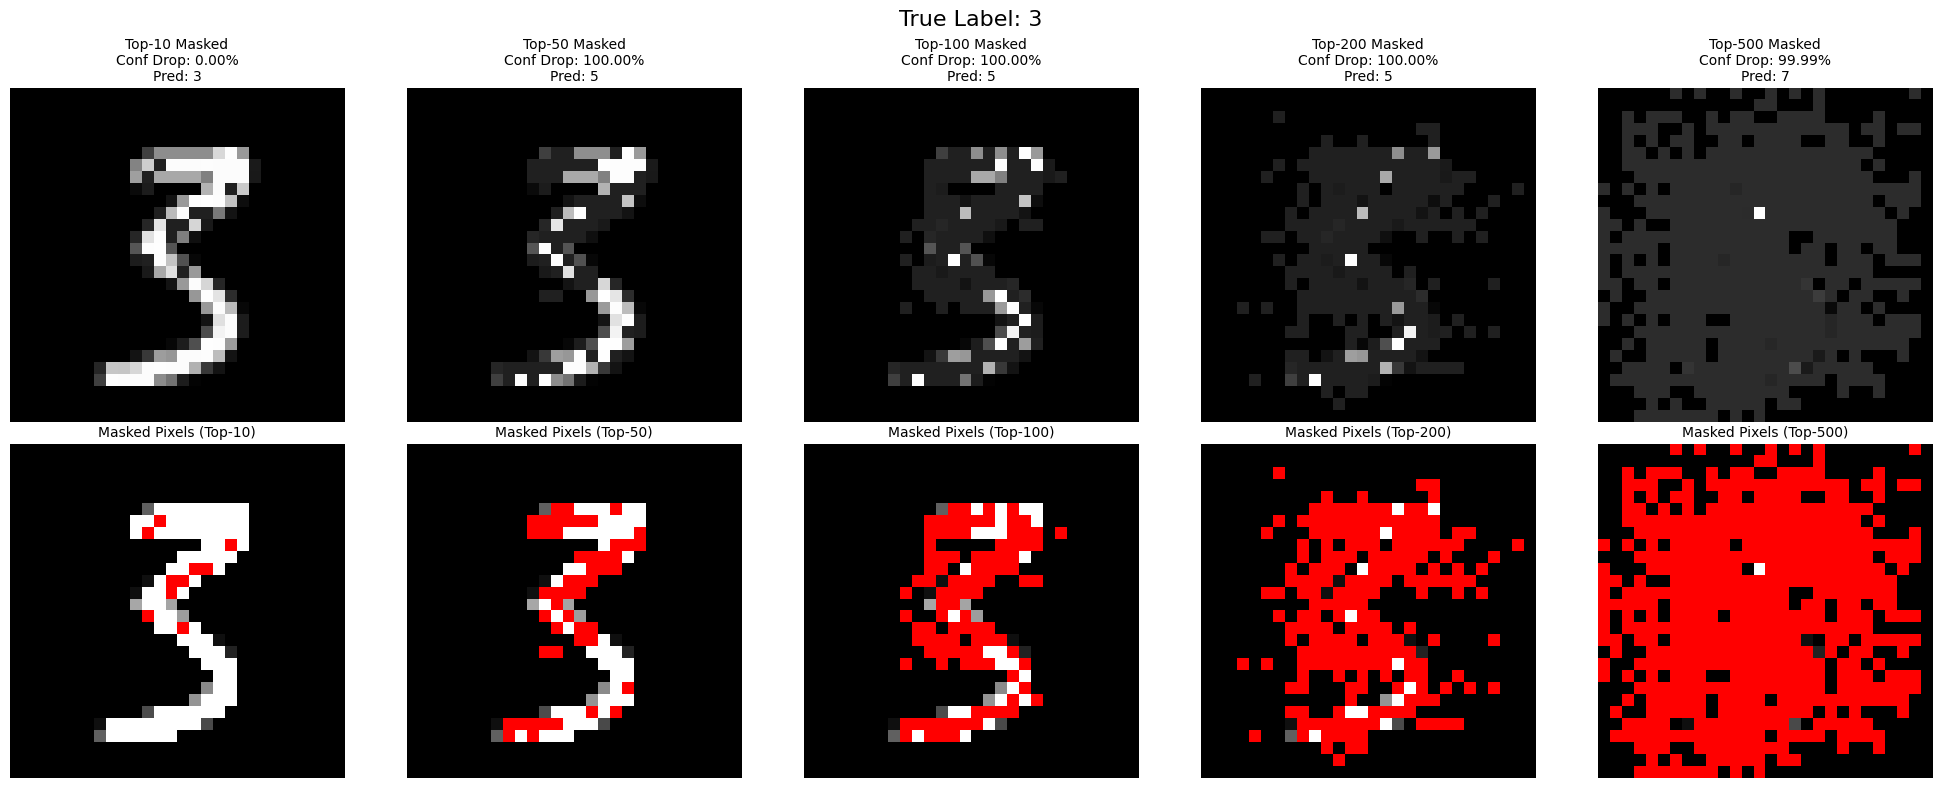 True Label: 3
Top-10 Masked
Conf Drop: 0.00%
Pred: 3
Top-50 Masked
Conf Drop: 100.00%
Pred: 5
Top-100 Masked
Conf Drop: 100.00%
Pred: 5
Top-200 Masked
Conf Drop: 100.00%
Pred: 5
Top-500 Masked
Conf Drop: 99.99%
Pred: 7
Masked Pixels (Top-10)
Masked Pixels (Top-50)
Masked Pixels (Top-100)
Masked Pixels (Top-200)
Masked Pixels (Top-500)